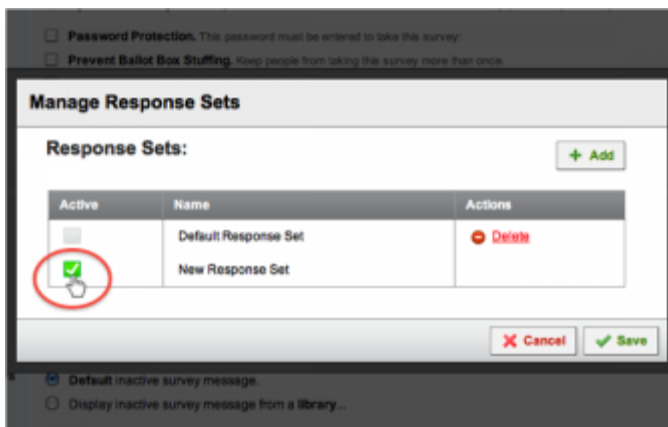 Password Protection. This password must be entered to take this survey:
Prevent Ballot Box Stuffing. Keep people from taking this survey more than once.
Manage Response Sets
Response Sets:
+ Add
Active Name Actions
Default Response Set Delete
New Response Set
Cancel Save
Default inactive survey message.
Display inactive survey message from a library...